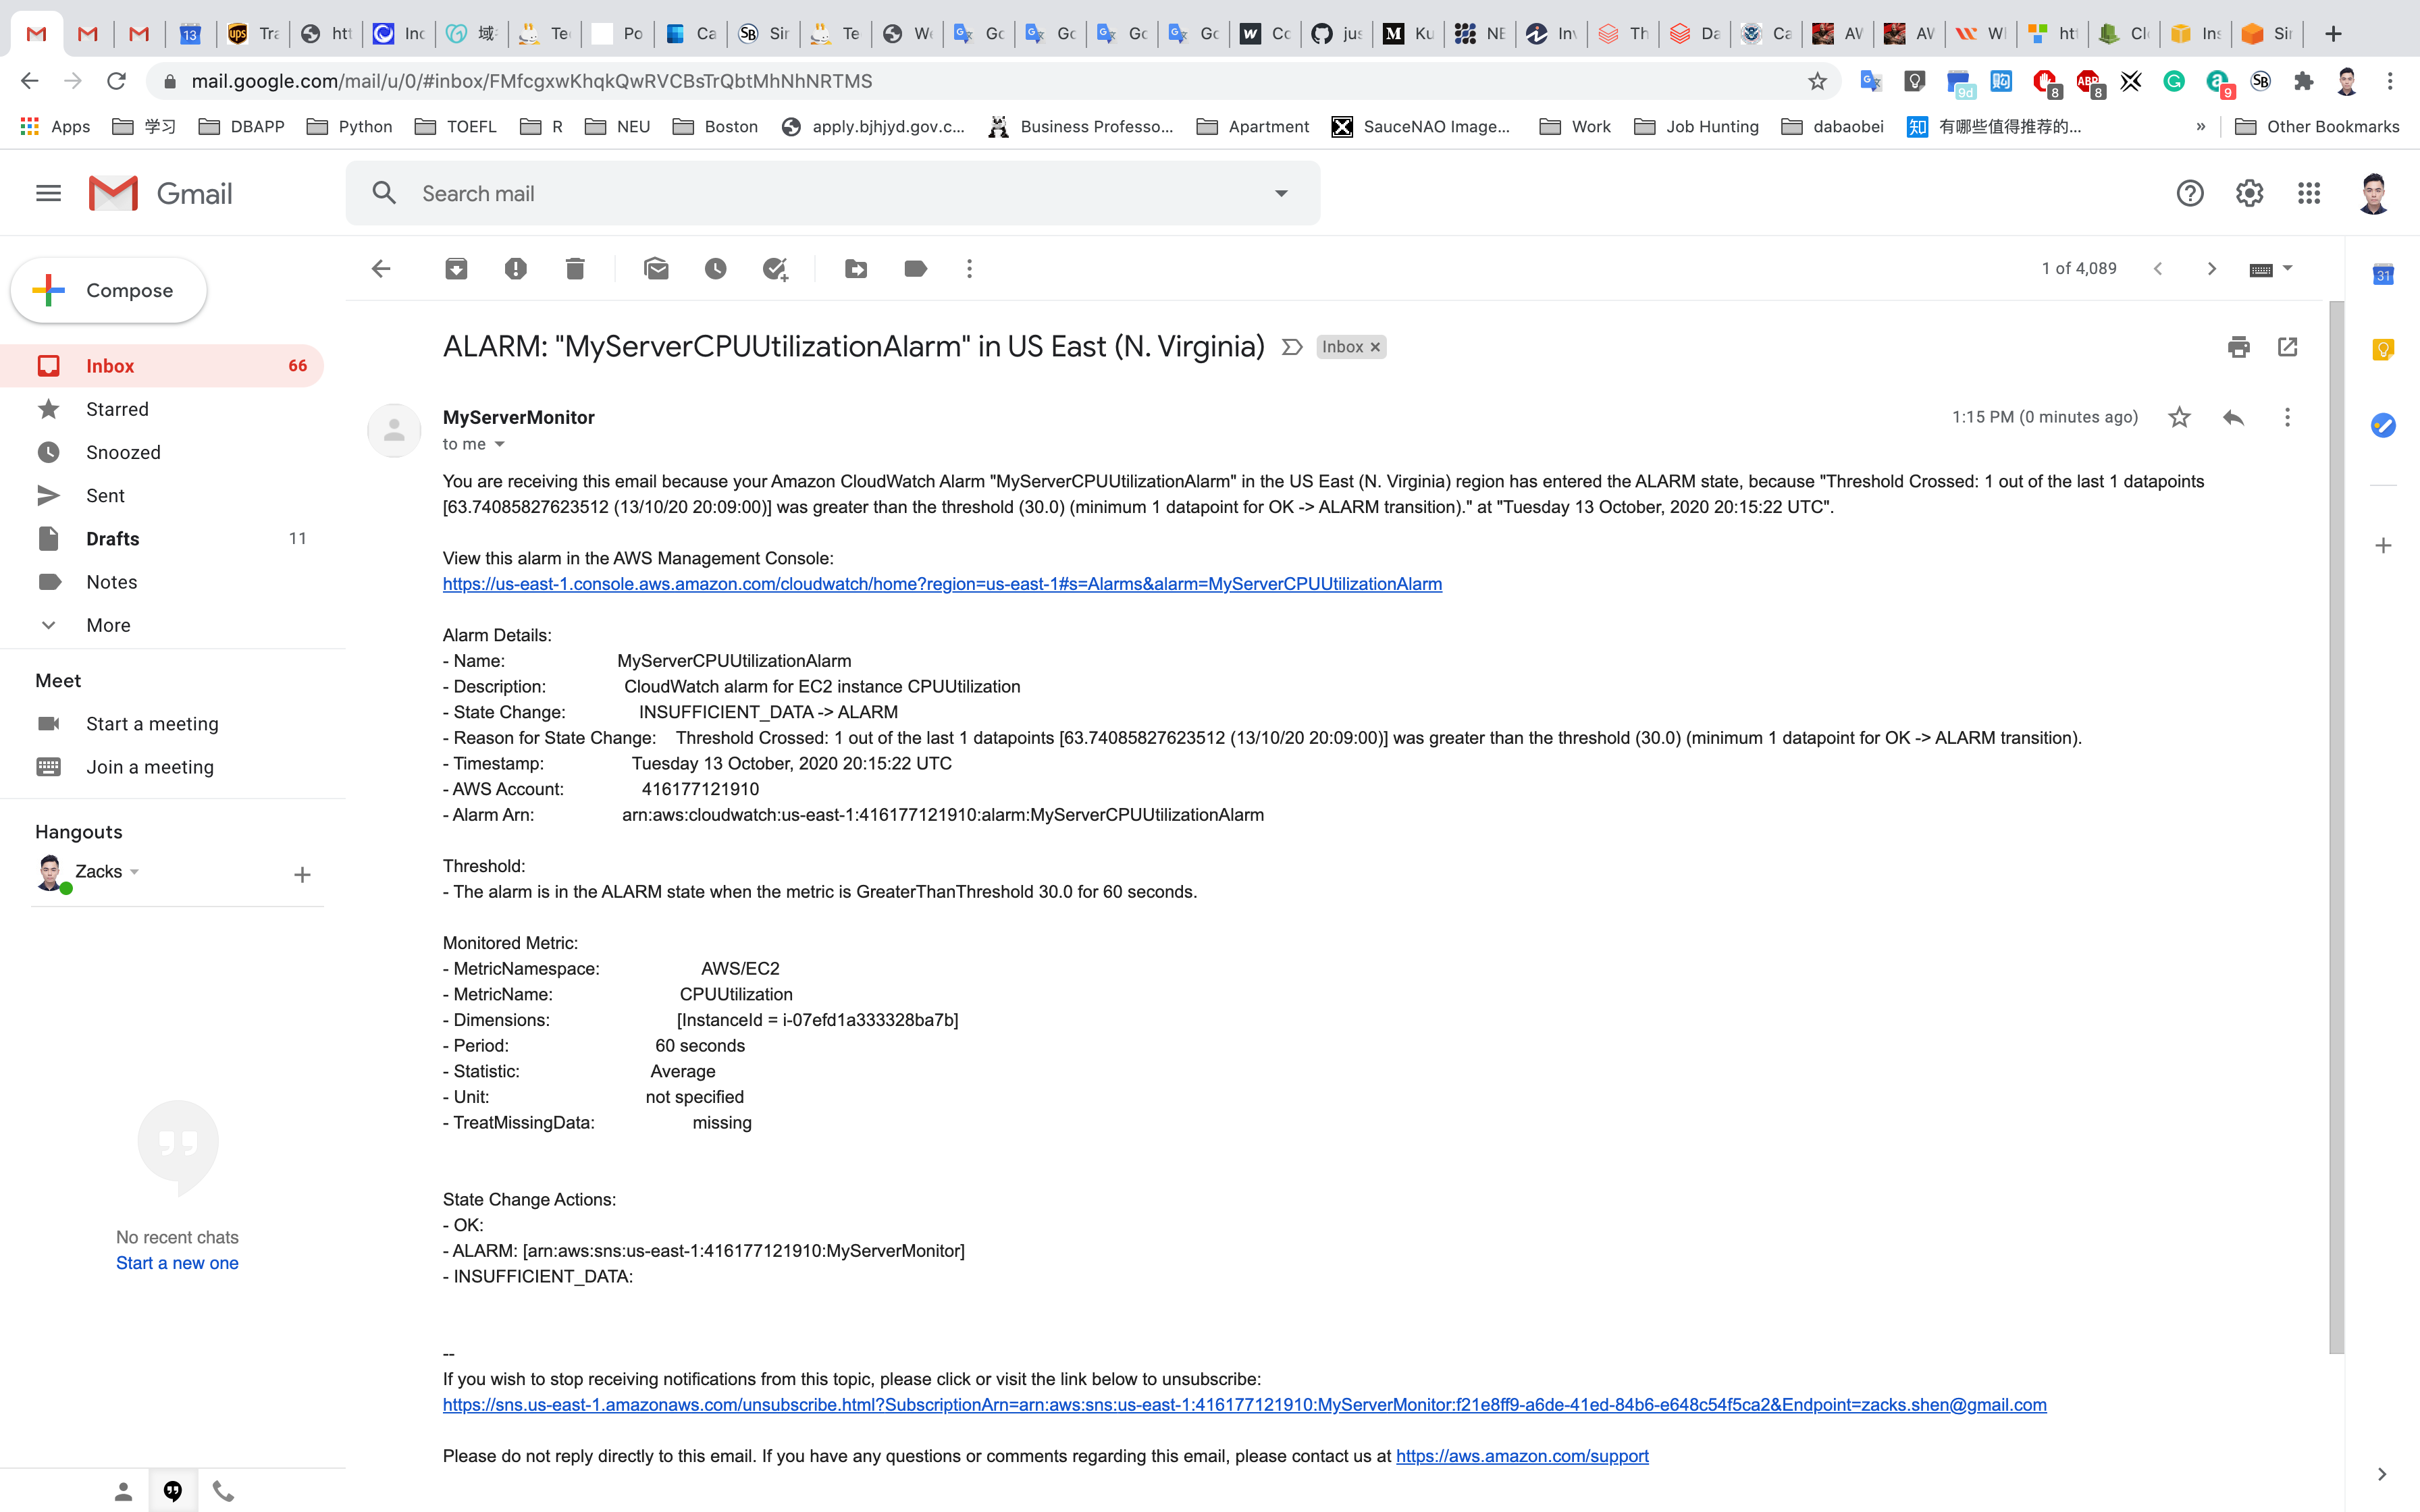 13
Tra
htt
Inc
域
Te
Po
Ca
SB
Sir
Te
We
Go
Go
Go
Go
Co
jus
Ku
NE
Inv
Th
Da
Ca
AW
AW
WI
htt
Clo
Ins
Sir
mail.google.com/mail/u/0/#inbox/FMfcgxwKhqkQwRVCBsTrQbtMhNhNRTMS
9d
8
ABP
8
9
SB
Apps
学习
DBAPP
Python
TOEFL
R
NEU
Boston
apply.bjhjyd.gov.c...
Business Professo...
Apartment
SauceNAO Image...
Work
Job Hunting
dabaobei
知 有哪些值得推荐的...
»
Other Bookmarks
Gmail
Search mail
Compose
1 of 4,089
31
Inbox 66
Starred
Snoozed
Sent
Drafts 11
Notes
More
Meet
Start a meeting
Join a meeting
Hangouts
Zacks
No recent chats
Start a new one
ALARM: "MyServerCPUUtilizationAlarm" in US East (N. Virginia) Inbox ×
MyServerMonitor
1:15 PM (0 minutes ago)
to me
You are receiving this email because your Amazon CloudWatch Alarm "MyServerCPUUtilizationAlarm" in the US East (N. Virginia) region has entered the ALARM state, because "Threshold Crossed: 1 out of the last 1 datapoints
[63.74085827623512 (13/10/20 20:09:00)] was greater than the threshold (30.0) (minimum 1 datapoint for OK -> ALARM transition)." at "Tuesday 13 October, 2020 20:15:22 UTC".
View this alarm in the AWS Management Console:
https://us-east-1.console.aws.amazon.com/cloudwatch/home?region=us-east-1#s=Alarms&alarm=MyServerCPUUtilizationAlarm
Alarm Details:
- Name: MyServerCPUUtilizationAlarm
- Description: CloudWatch alarm for EC2 instance CPUUtilization
- State Change: INSUFFICIENT_DATA -> ALARM
- Reason for State Change: Threshold Crossed: 1 out of the last 1 datapoints [63.74085827623512 (13/10/20 20:09:00)] was greater than the threshold (30.0) (minimum 1 datapoint for OK -> ALARM transition).
- Timestamp: Tuesday 13 October, 2020 20:15:22 UTC
- AWS Account: 416177121910
- Alarm Arn: arn:aws:cloudwatch:us-east-1:416177121910:alarm:MyServerCPUUtilizationAlarm
Threshold:
- The alarm is in the ALARM state when the metric is GreaterThanThreshold 30.0 for 60 seconds.
Monitored Metric:
- MetricNamespace: AWS/EC2
- MetricName: CPUUtilization
- Dimensions: [InstanceId = i-07efd1a333328ba7b]
- Period: 60 seconds
- Statistic: Average
- Unit: not specified
- TreatMissingData: missing
State Change Actions:
- OK:
- ALARM: [arn:aws:sns:us-east-1:416177121910:MyServerMonitor]
- INSUFFICIENT_DATA:
--
If you wish to stop receiving notifications from this topic, please click or visit the link below to unsubscribe:
https://sns.us-east-1.amazonaws.com/unsubscribe.html?SubscriptionArn=arn:aws:sns:us-east-1:416177121910:MyServerMonitor:f21e8ff9-a6de-41ed-84b6-e648c54f5ca2&Endpoint=zacks.shen@gmail.com
Please do not reply directly to this email. If you have any questions or comments regarding this email, please contact us at https://aws.amazon.com/support